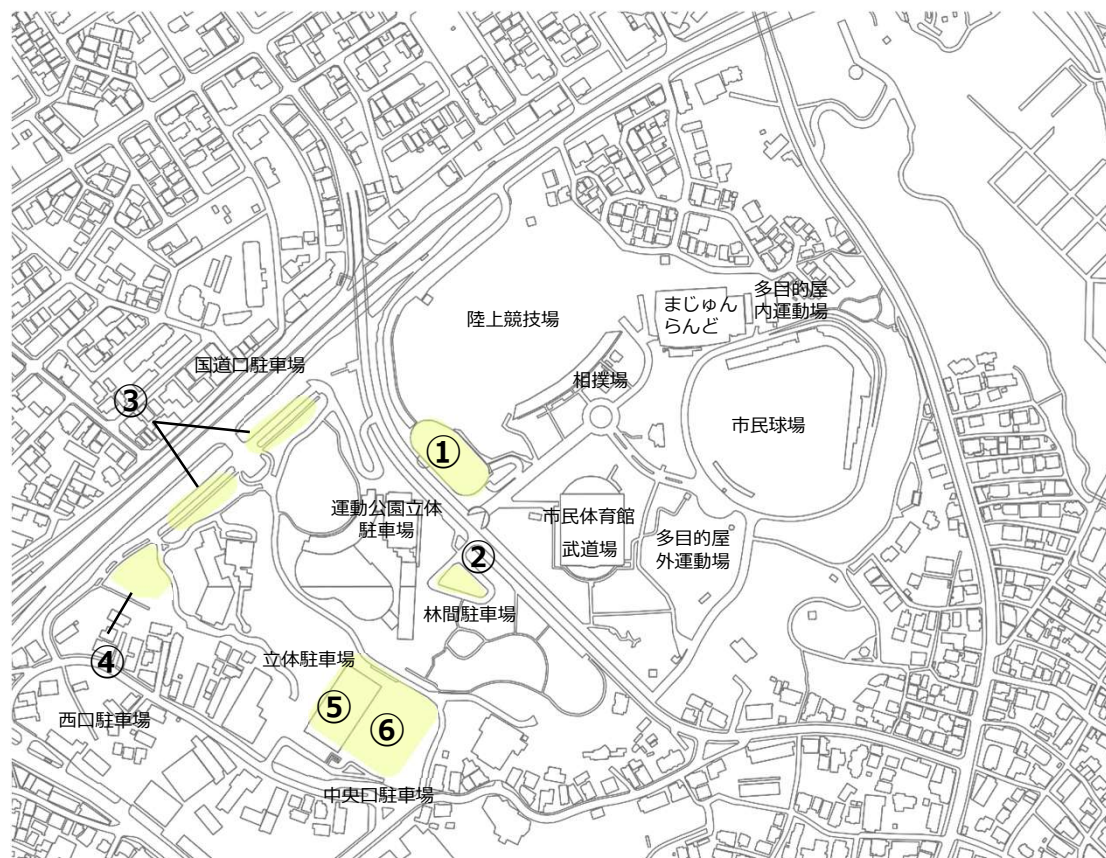 陸上競技場
まじゅん
らんど
多目的屋
内運動場
国道口駐車場
相撲場
③
市民球場
①
運動公園立体
駐車場
市民体育館
武道場
多目的屋
外運動場
②
林間駐車場
④
立体駐車場
⑤
⑥
西口駐車場
中央口駐車場